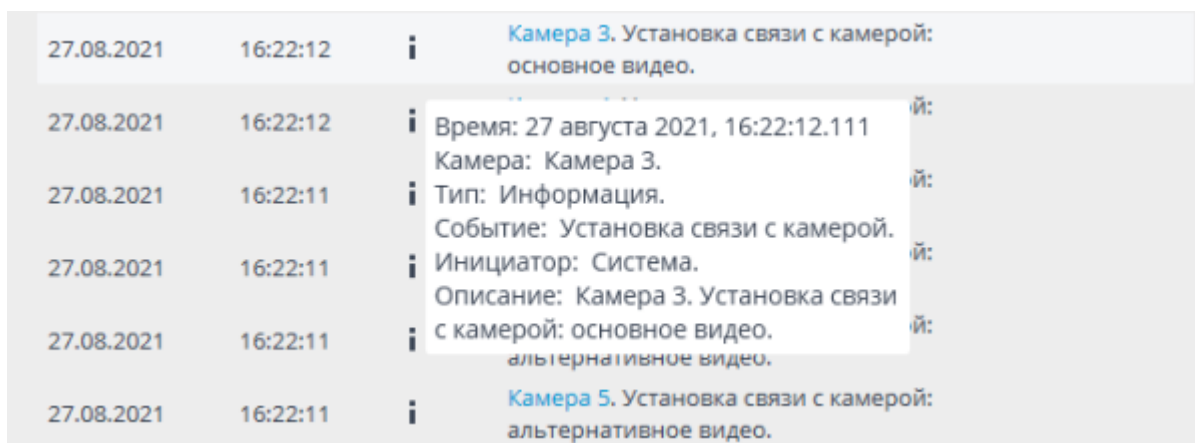 27.08.2021 16:22:12 i Камера 3. Установка связи с камерой:
основное видео.
27.08.2021 16:22:12 i
Время: 27 августа 2021, 16:22:12.111
Камера: Камера 3.
Тип: Информация.
Событие: Установка связи с камерой.
Инициатор: Система.
Описание: Камера 3. Установка связи
с камерой: основное видео.
27.08.2021 16:22:11 i
27.08.2021 16:22:11 i
27.08.2021 16:22:11 i
альтернативное видео.
27.08.2021 16:22:11 i Камера 5. Установка связи с камерой:
альтернативное видео.